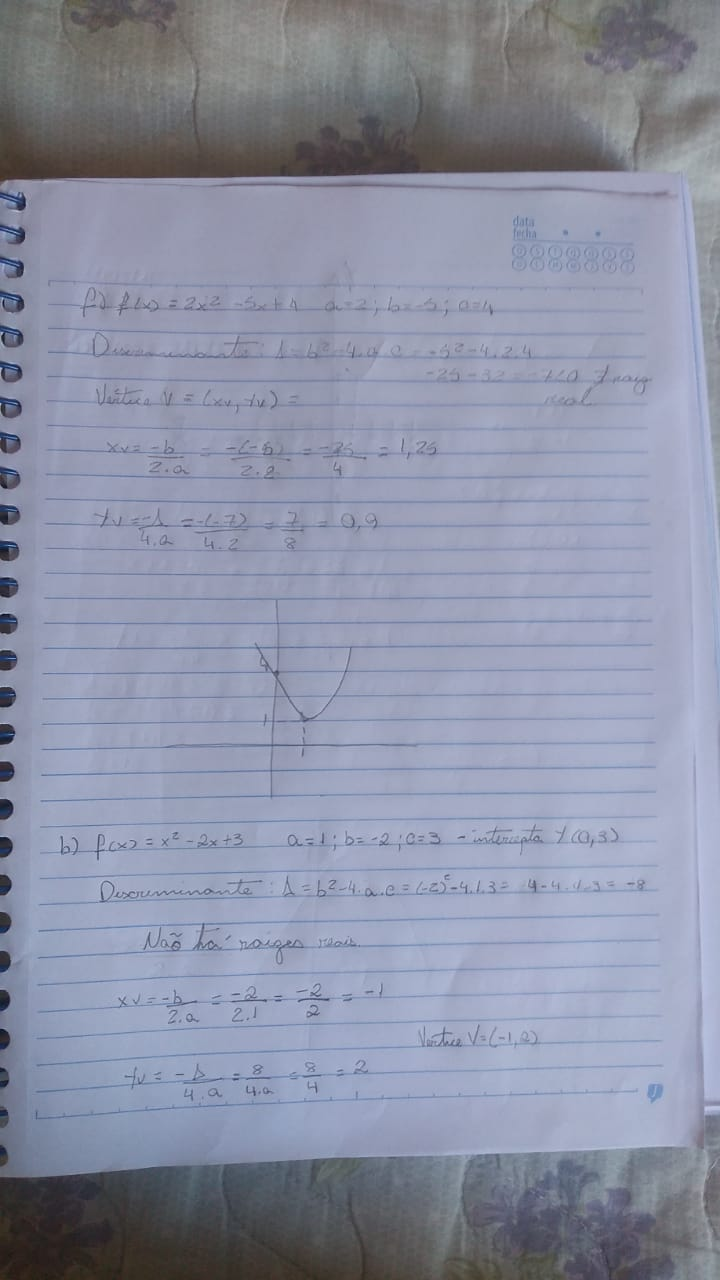 data
fecha
f) f(x) = 2x² - 5x + 4 a=2 ; b=-5 ; a=4
Discriminante : Δ = b² - 4.a.c = -5² - 4.2.4
-25 - 32 = -7<0 raiz
real
Vértice V = (xv, yv) =
xv = -b/2.a = -(-5)/2.2 = /4 = 1,25
yv = -Δ/4.a = -(-7)/4.2 = 7/8 = 0,9
4
1
b) f(x) = x² - 2x + 3 a=1 ; b=-2 ; c=3 - intercepta Y (0,3)
Discriminante : Δ = b² - 4.a.c = (-2)² - 4.1.3 = 4 - 4.1.3 = -8
Não há raizes reais.
xv = -b/2.a = -2/2.1 = -2/2 = -1
Vértice V = (-1,2)
yv = -Δ/4.a = 8/4.a = 8/4 = 2